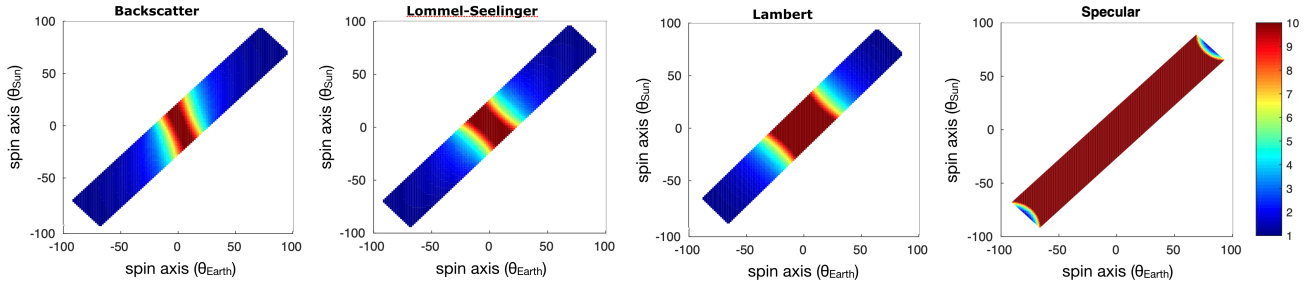 Backscatter
100
50
0
-50
-100
-100 -50 0 50 100
spin axis (θSun)
spin axis (θEarth)
Lommel-Seelinger
100
50
0
-50
-100
-100 -50 0 50 100
spin axis (θSun)
spin axis (θEarth)
Lambert
100
50
0
-50
-100
-100 -50 0 50 100
spin axis (θSun)
spin axis (θEarth)
Specular
100
50
0
-50
100
-100 -50 0 50 100
spin axis (θSun)
spin axis (θEarth)
10
9
8
7
6
5
4
3
2
1